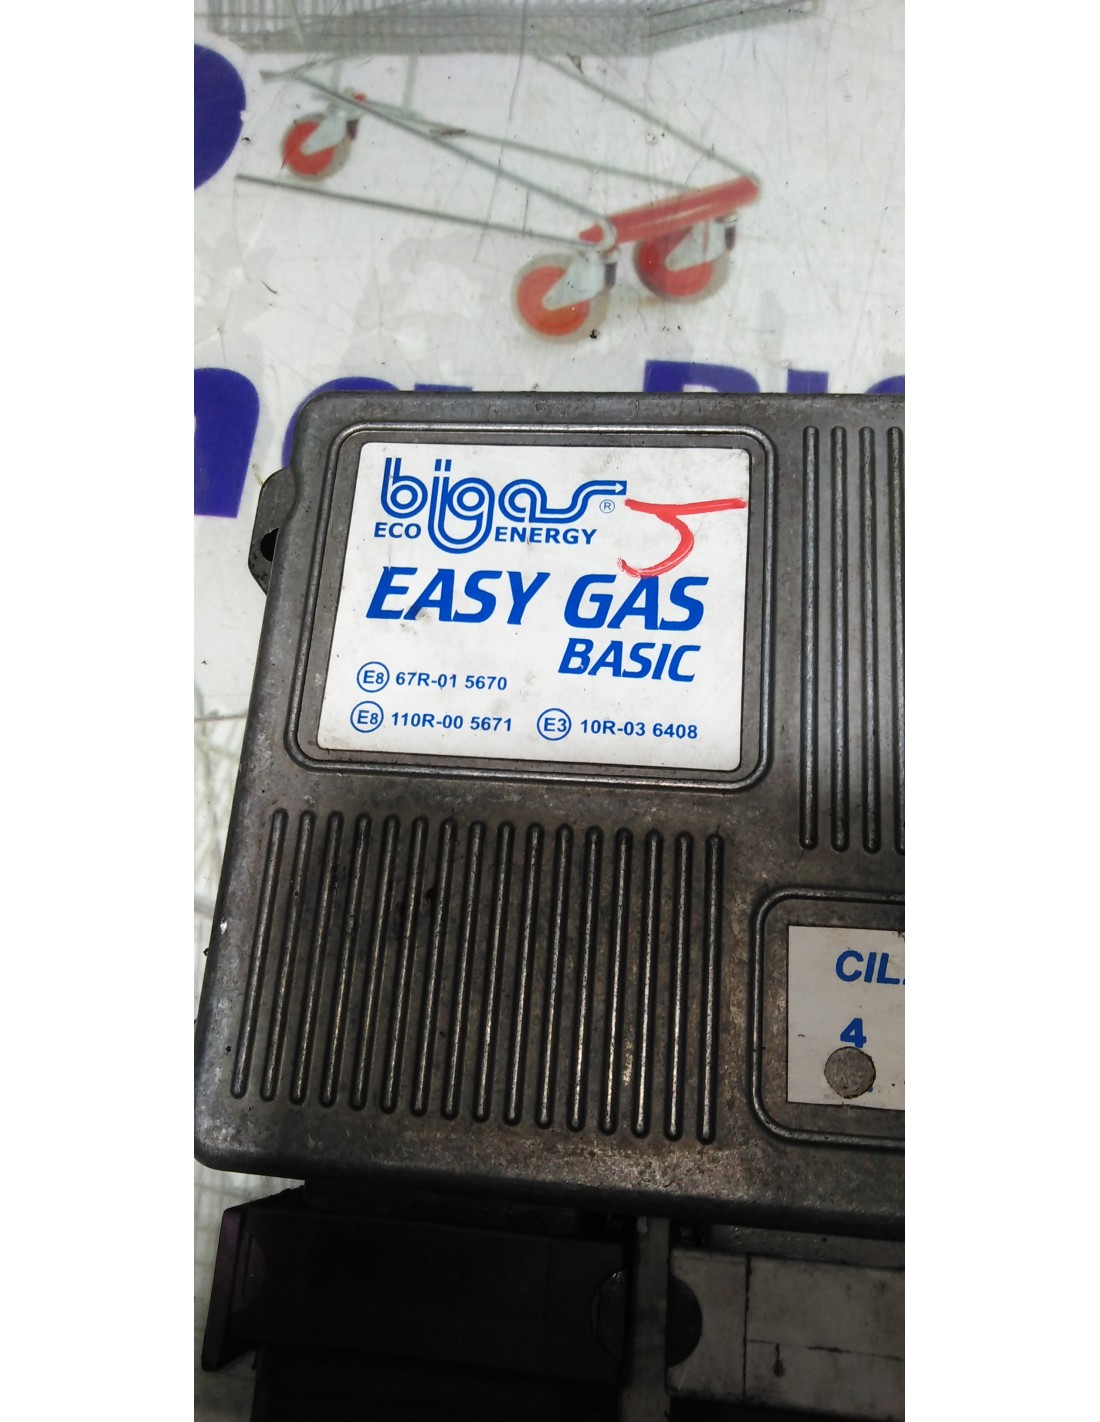 bigas®
ECO ENERGY
5
EASY GAS
BASIC
E8 67R-01 5670
E8 110R-00 5671 E3 10R-03 6408
CIL.
4